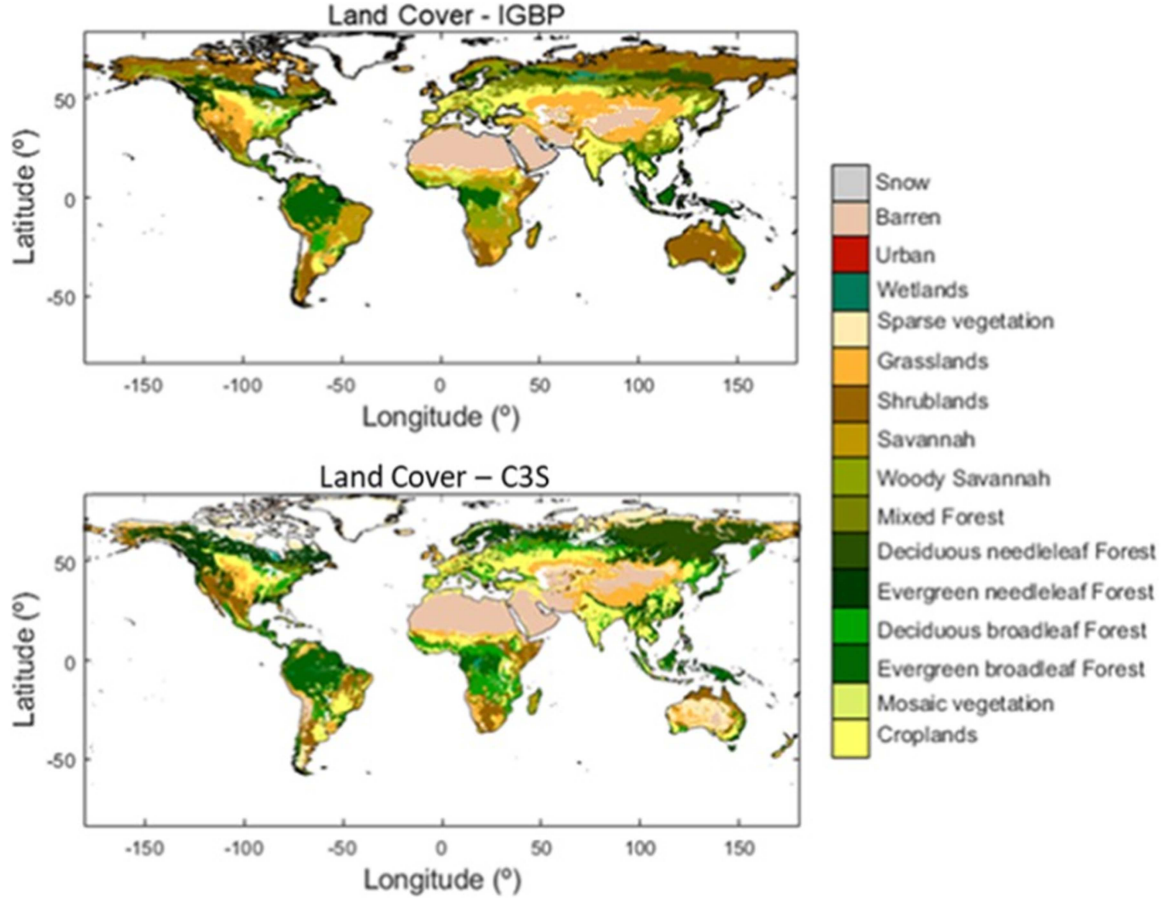 Land Cover - IGBP
50
0
-50
Latitude (º)
-150
-100
-50
0
50
100
150
Longitude (º)
Land Cover – C3S
50
0
-50
Latitude (º)
-150
-100
-50
0
50
100
150
Longitude (º)
Snow
Barren
Urban
Wetlands
Sparse vegetation
Grasslands
Shrublands
Savannah
Woody Savannah
Mixed Forest
Deciduous needleleaf Forest
Evergreen needleleaf Forest
Deciduous broadleaf Forest
Evergreen broadleaf Forest
Mosaic vegetation
Croplands